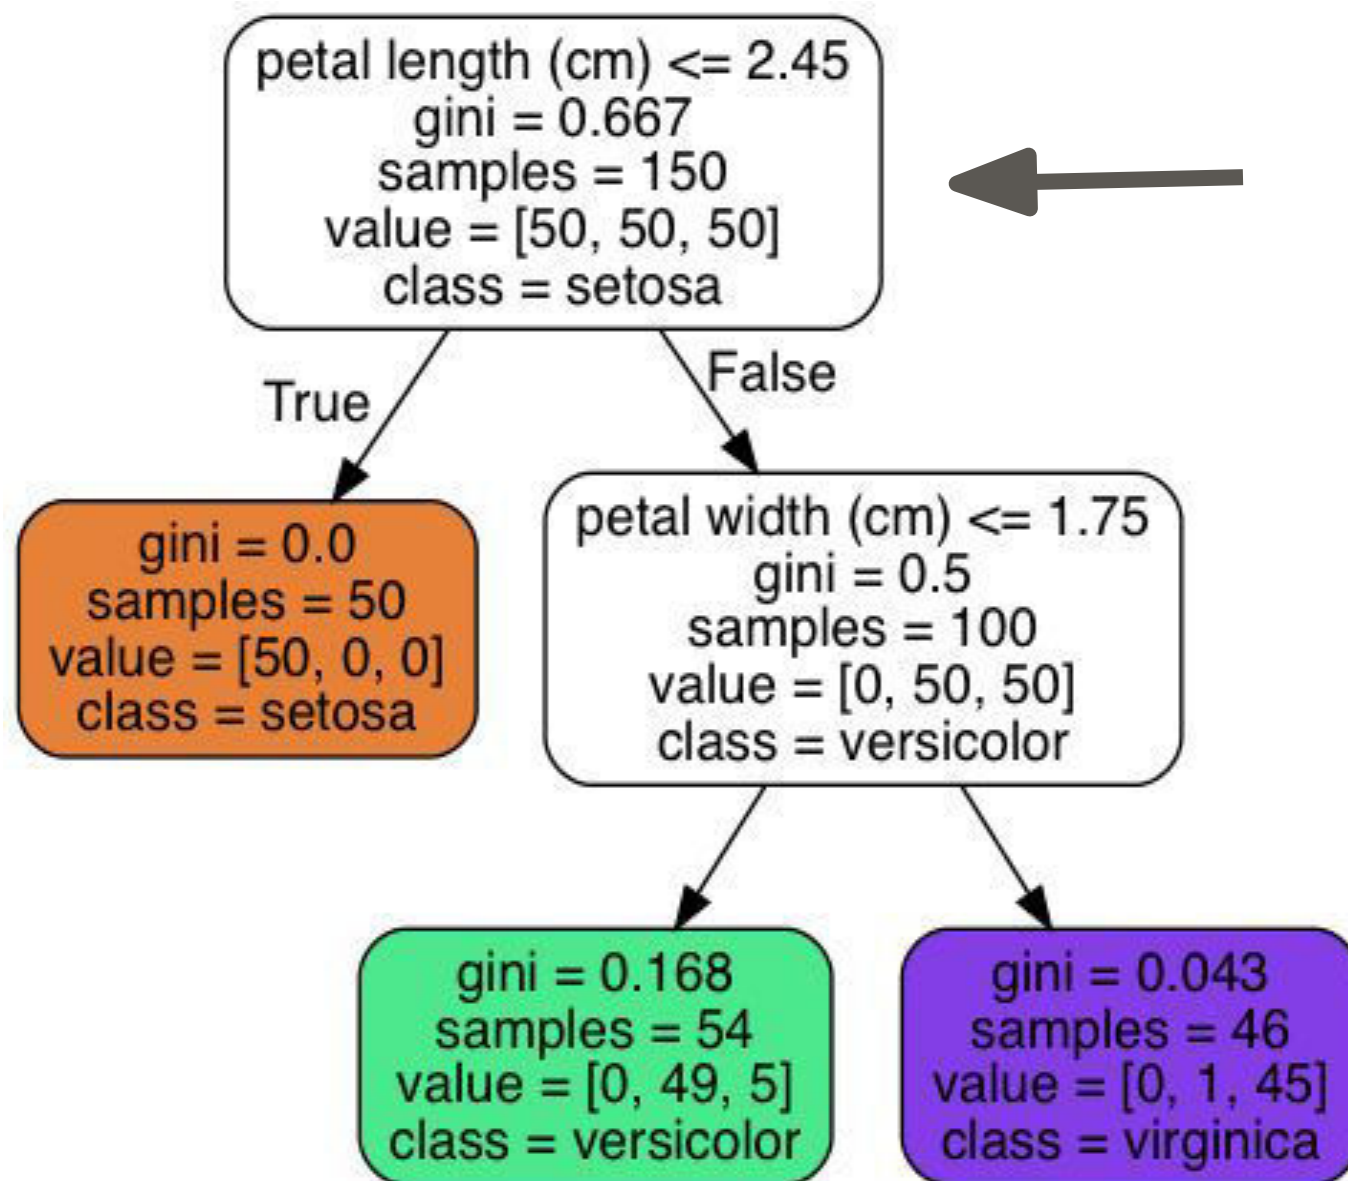 petal length (cm) <= 2.45
gini = 0.667
samples = 150
value = [50, 50, 50]
class = setosa
True
False
gini = 0.0
samples = 50
value = [50, 0, 0]
class = setosa
petal width (cm) <= 1.75
gini = 0.5
samples = 100
value = [0, 50, 50]
class = versicolor
gini = 0.168
samples = 54
value = [0, 49, 5]
class = versicolor
gini = 0.043
samples = 46
value = [0, 1, 45]
class = virginica